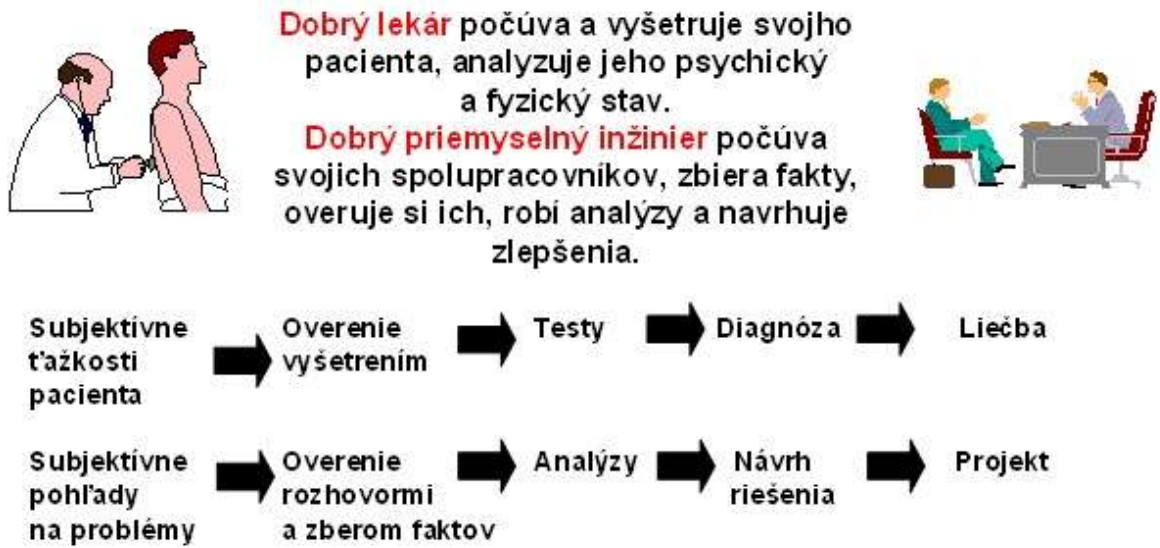 Dobrý lekár počúva a vyšetruje svojho
pacienta, analyzuje jeho psychický
a fyzický stav.
Dobrý priemyselný inžinier počúva
svojich spolupracovníkov, zbiera fakty,
overuje si ich, robí analýzy a navrhuje
zlepšenia.
Subjektívne
ťažkosti
pacienta
Overenie
vyšetrením
Testy
Diagnóza
Liečba
Subjektívne
pohľady
na problémy
Overenie
rozhovormi
a zberom faktov
Analýzy
Návrh
riešenia
Projekt